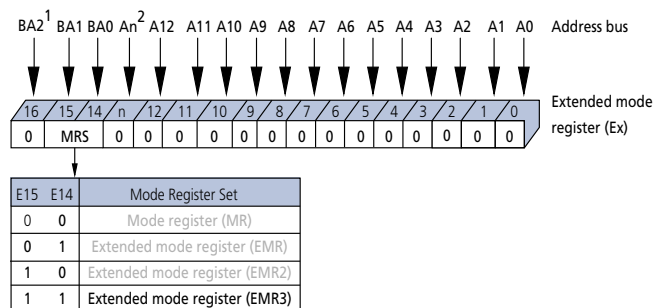 BA2¹ BA1 BA0 An² A12 A11 A10 A9 A8 A7 A6 A5 A4 A3 A2 A1 A0 Address bus
16 15 14 n 12 11 10 9 8 7 6 5 4 3 2 1 0 Extended mode
register (Ex)
0 MRS 0 0 0 0 0 0 0 0 0 0 0 0 0 0 0
E15 E14 Mode Register Set
0 0 Mode register (MR)
0 1 Extended mode register (EMR)
1 0 Extended mode register (EMR2)
1 1 Extended mode register (EMR3)